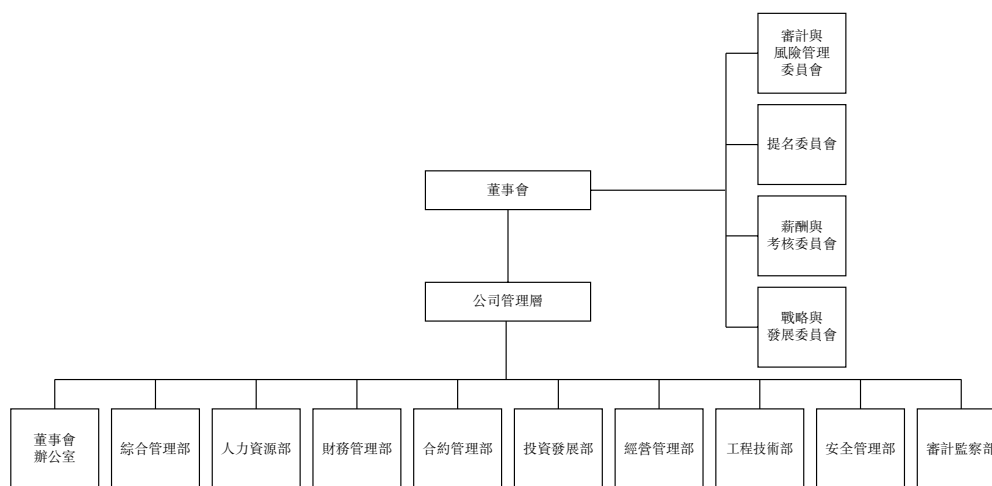 審計與
風險管理
委員會
提名委員會
董事會
薪酬與
考核委員會
公司管理層
戰略與
發展委員會
董事會
辦公室
綜合管理部
人力資源部
財務管理部
合約管理部
投資發展部
經營管理部
工程技術部
安全管理部
審計監察部